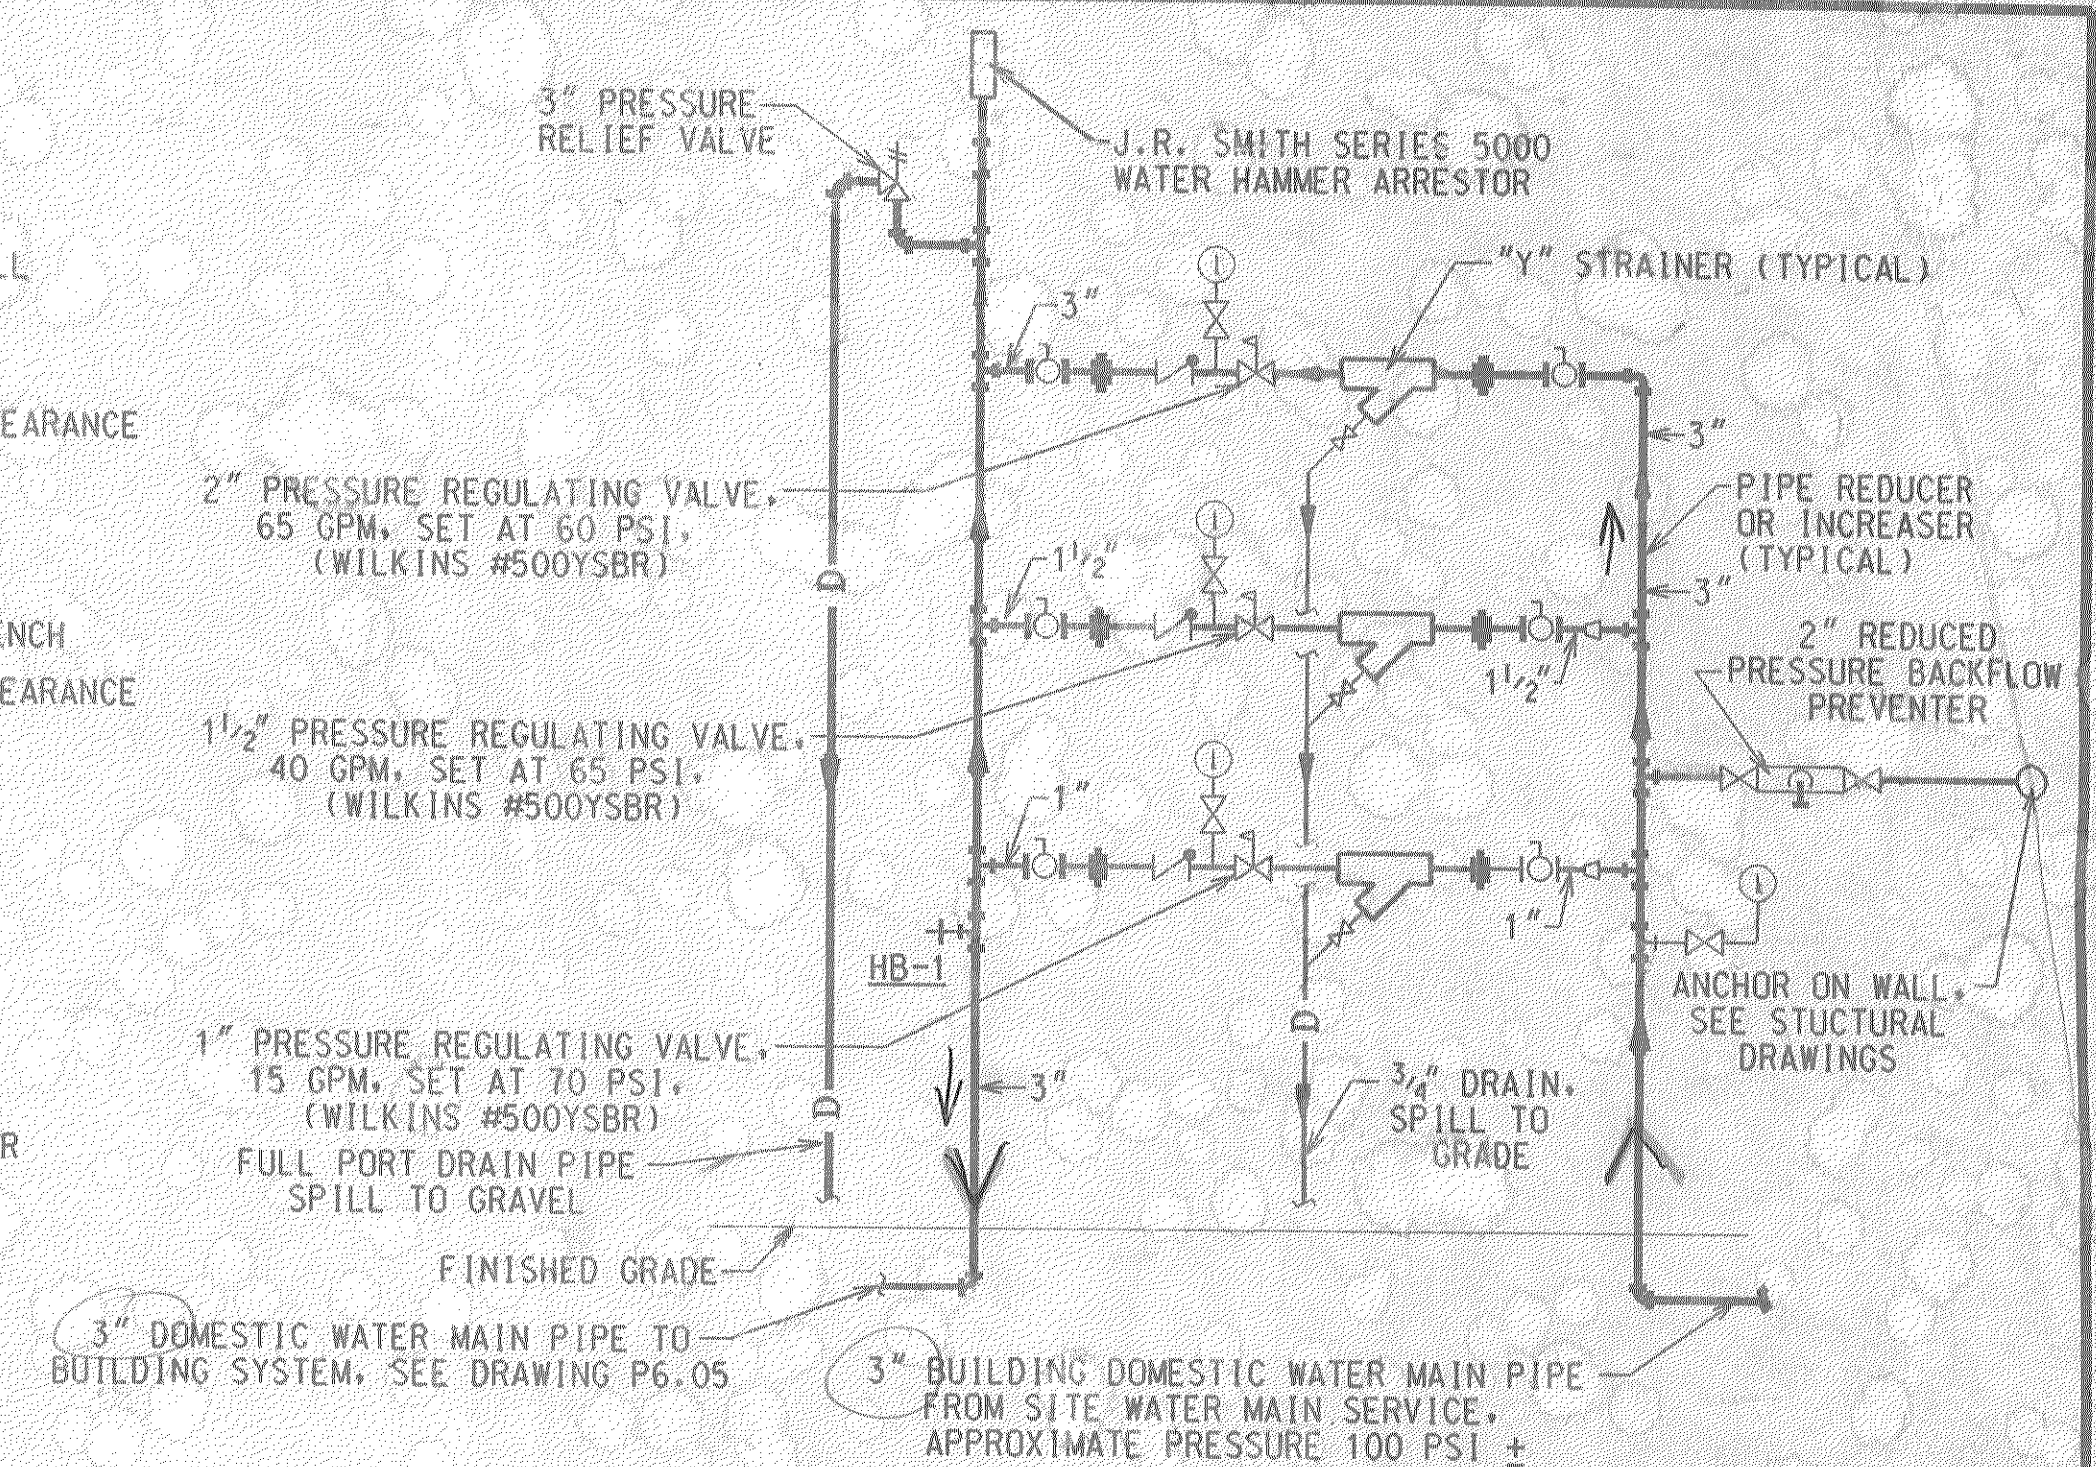 3" PRESSURE
RELIEF VALVE
J.R. SMITH SERIES 5000
WATER HAMMER ARRESTOR
"Y" STRAINER (TYPICAL)
L
3"
EARANCE
3"
2" PRESSURE REGULATING VALVE.
65 GPM. SET AT 60 PSI.
(WILKINS #500YSBR)
PIPE REDUCER
OR INCREASER
(TYPICAL)
1 1/2"
D
3"
ENCH
2" REDUCED
PRESSURE BACKFLOW
PREVENTER
EARANCE
1 1/2"
1 1/2" PRESSURE REGULATING VALVE.
40 GPM. SET AT 65 PSI.
(WILKINS #500YSBR)
1"
1"
HB-1
ANCHOR ON WALL.
SEE STUCTURAL
DRAWINGS
D
1" PRESSURE REGULATING VALVE.
15 GPM. SET AT 70 PSI.
(WILKINS #500YSBR)
3"
3/4" DRAIN.
SPILL TO
GRADE
D
R
FULL PORT DRAIN PIPE
SPILL TO GRAVEL
FINISHED GRADE
3" DOMESTIC WATER MAIN PIPE TO
BUILDING SYSTEM. SEE DRAWING P6.05
3" BUILDING DOMESTIC WATER MAIN PIPE
FROM SITE WATER MAIN SERVICE.
APPROXIMATE PRESSURE 100 PSI ±